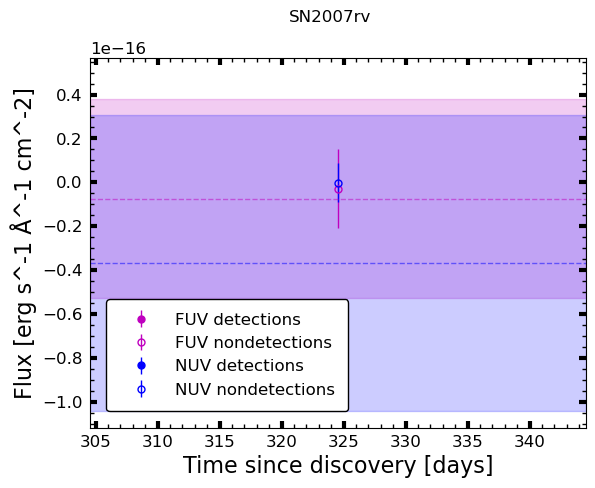 SN2007rv
1e−16
0.4
0.2
0.0
−0.2
−0.4
−0.6
−0.8
−1.0
Flux [erg s^-1 Å^-1 cm^-2]
FUV detections
FUV nondetections
NUV detections
NUV nondetections
305 310 315 320 325 330 335 340
Time since discovery [days]